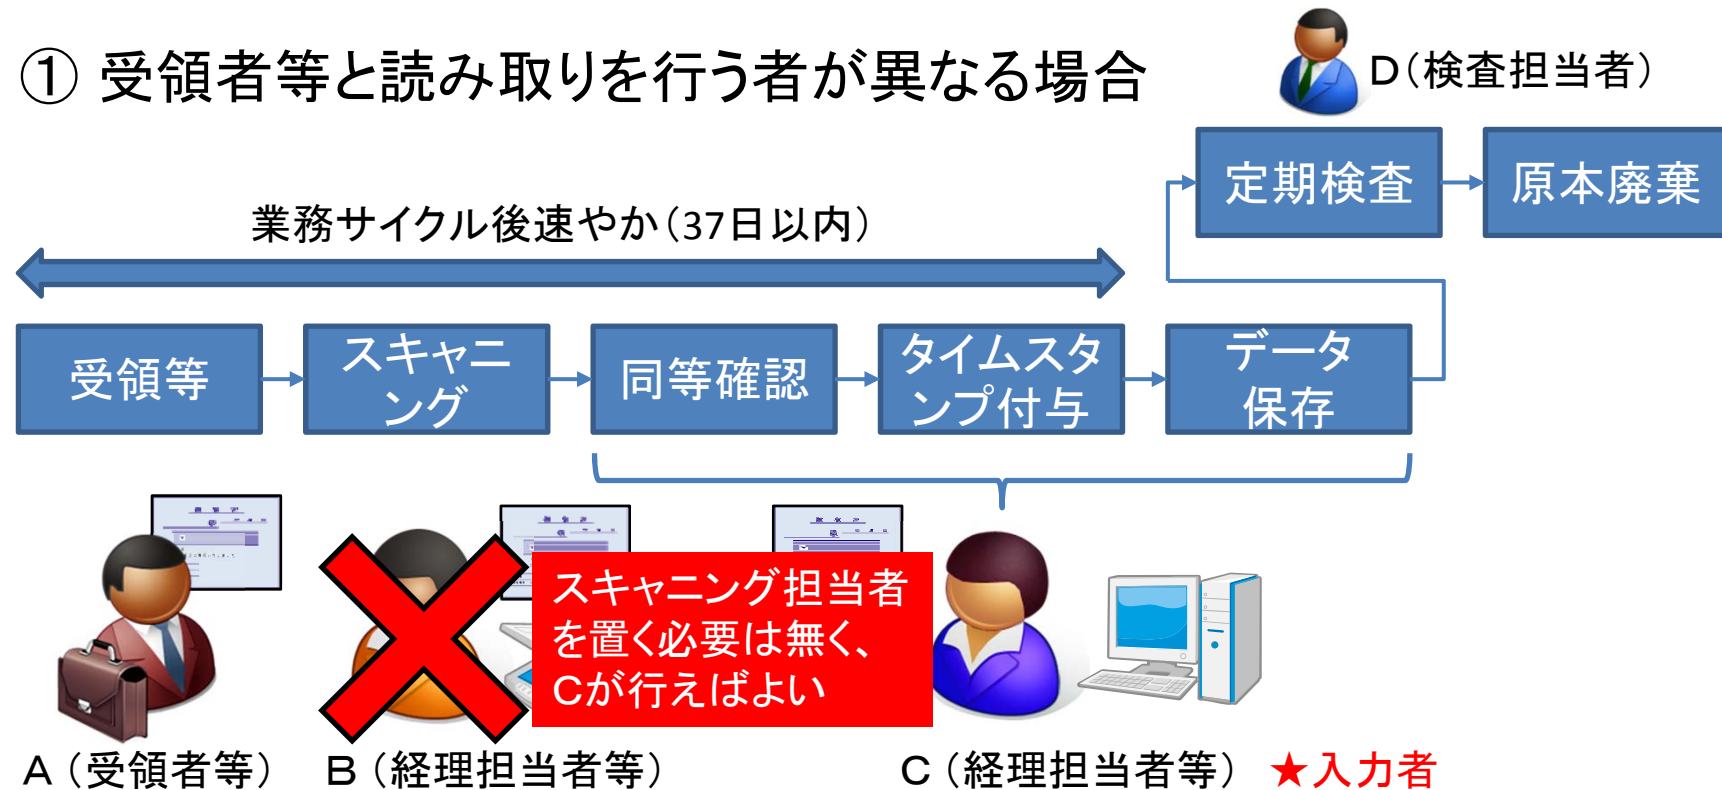 ① 受領者等と読み取りを行う者が異なる場合
D（検査担当者）
定期検査
原本廃棄
業務サイクル後速やか（37日以内）
受領等
スキャニ
ング
同等確認
タイムスタ
ンプ付与
データ
保存
スキャニング担当者
を置く必要は無く、
Cが行えばよい
A（受領者等）
B（経理担当者等）
C（経理担当者等）
★入力者